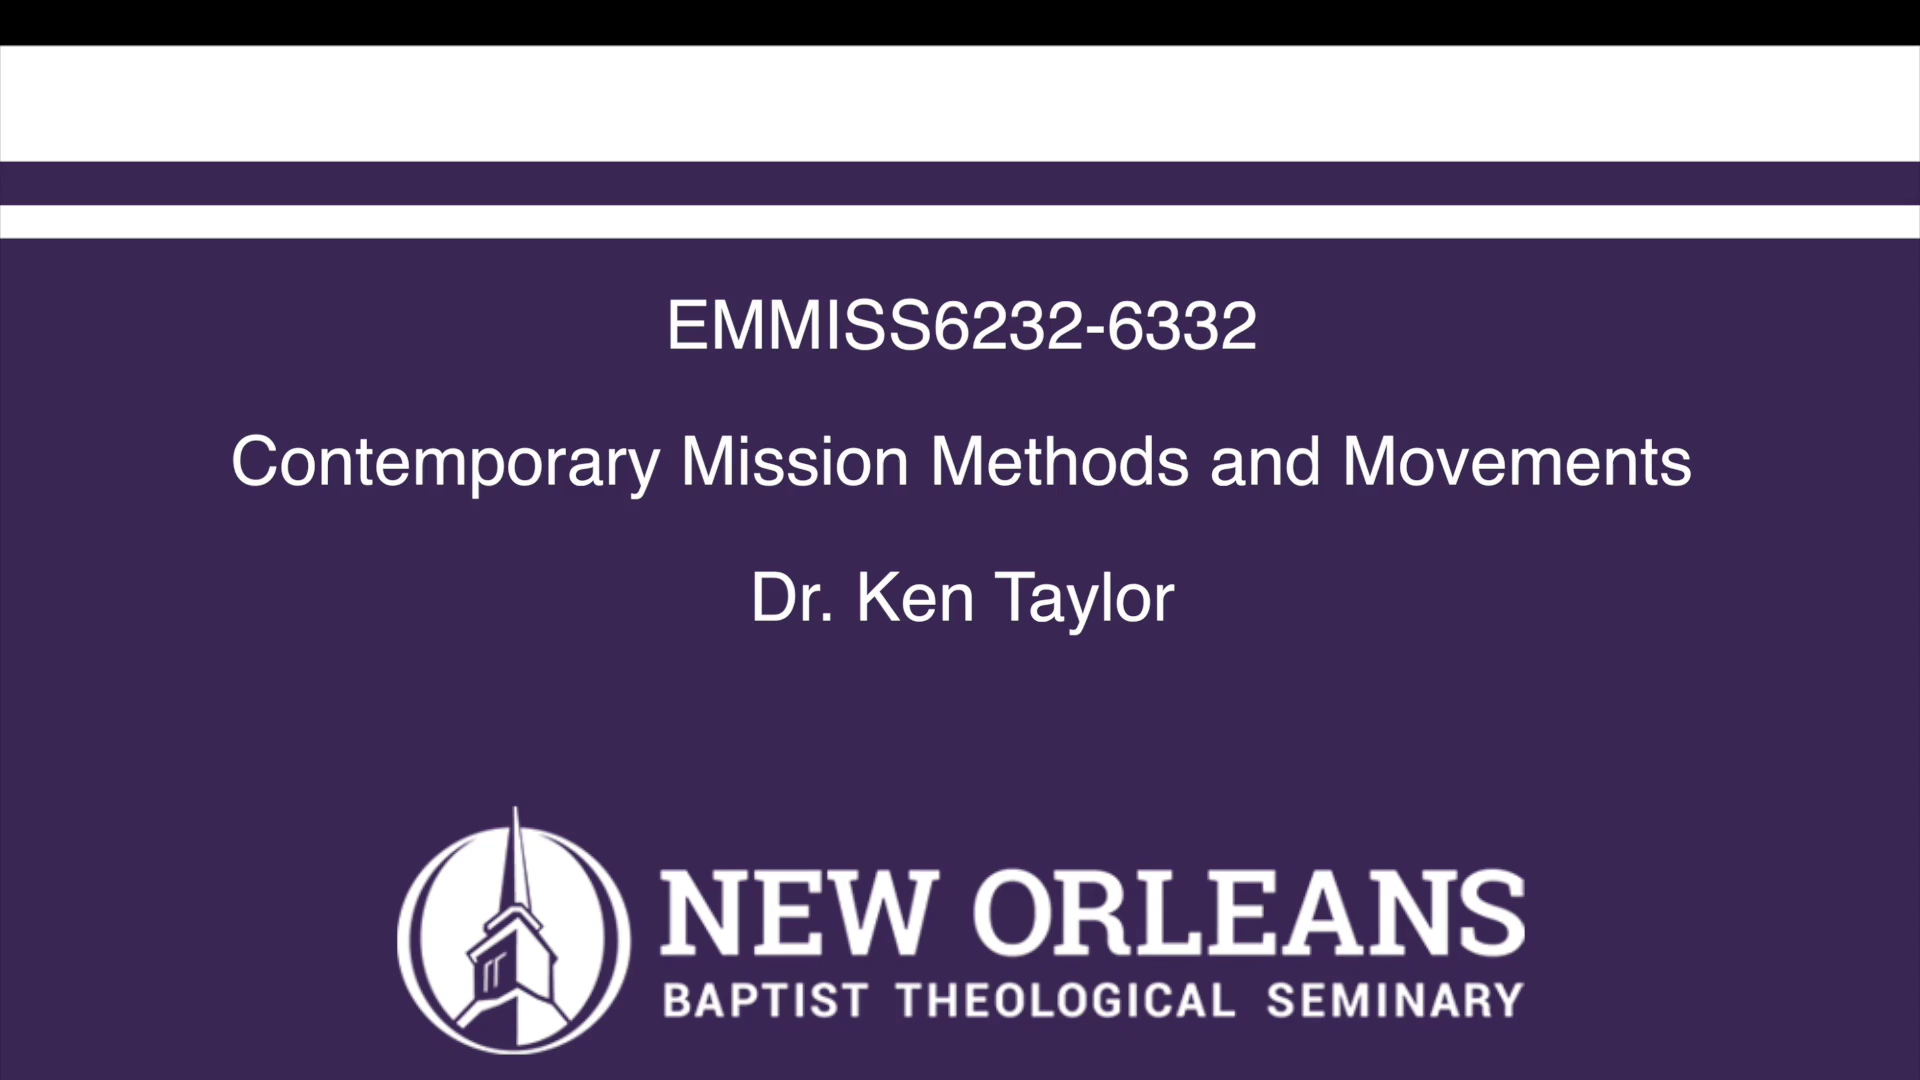 EMMISS6232-6332
Contemporary Mission Methods and Movements
Dr. Ken Taylor
NEW ORLEANS
BAPTIST THEOLOGICAL SEMINARY